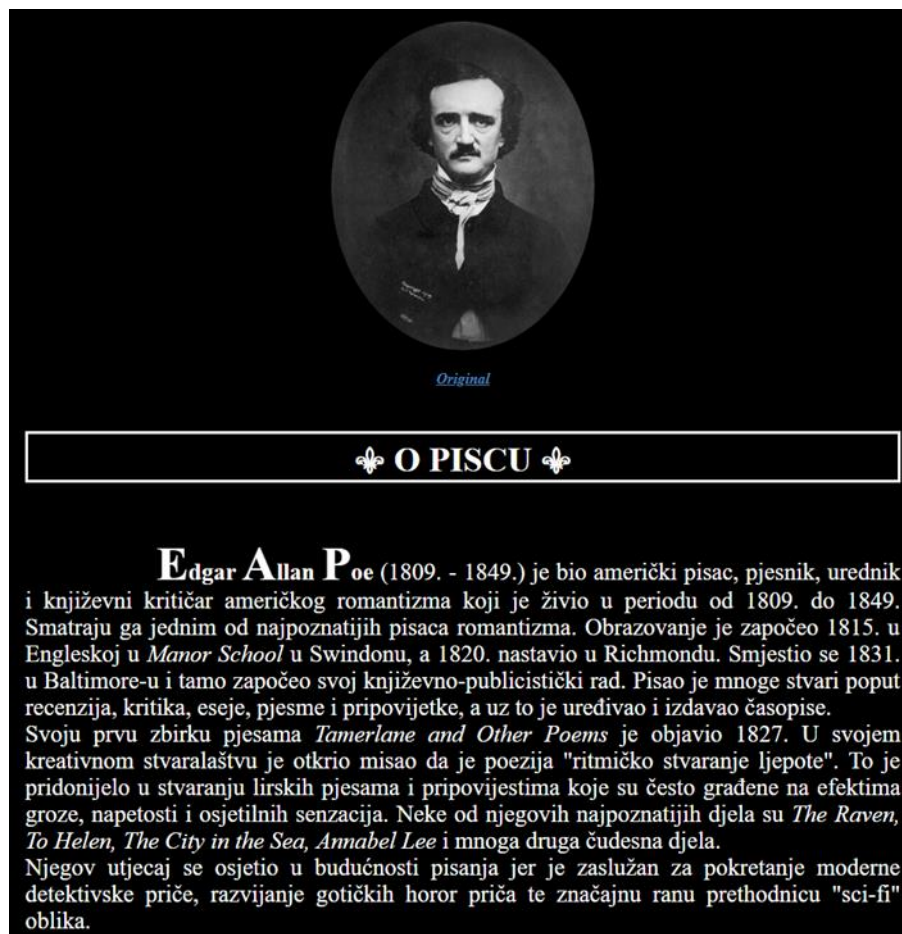 Original
⚜ O PISCU ⚜
Edgar Allan Poe (1809. - 1849.) je bio američki pisac, pjesnik, urednik
i književni kritičar američkog romantizma koji je živio u periodu od 1809. do 1849.
Smatraju ga jednim od najpoznatijih pisaca romantizma. Obrazovanje je započeo 1815. u
Engleskoj u Manor School u Swindonu, a 1820. nastavio u Richmondu. Smjestio se 1831.
u Baltimore-u i tamo započeo svoj književno-publicistički rad. Pisao je mnoge stvari poput
recenzija, kritika, eseje, pjesme i pripovijetke, a uz to je uređivao i izdavao časopise.
Svoju prvu zbirku pjesama Tamerlane and Other Poems je objavio 1827. U svojem
kreativnom stvaralaštvu je otkrio misao da je poezija "ritmičko stvaranje ljepote". To je
pridonijelo u stvaranju lirskih pjesama i pripovijestima koje su često građene na efektima
groze, napetosti i osjetilnih senzacija. Neke od njegovih najpoznatijih djela su The Raven,
To Helen, The City in the Sea, Annabel Lee i mnoga druga čudesna djela.
Njegov utjecaj se osjetio u budućnosti pisanja jer je zaslužan za pokretanje moderne
detektivske priče, razvijanje gotičkih horor priča te značajnu ranu prethodnicu "sci-fi"
oblika.